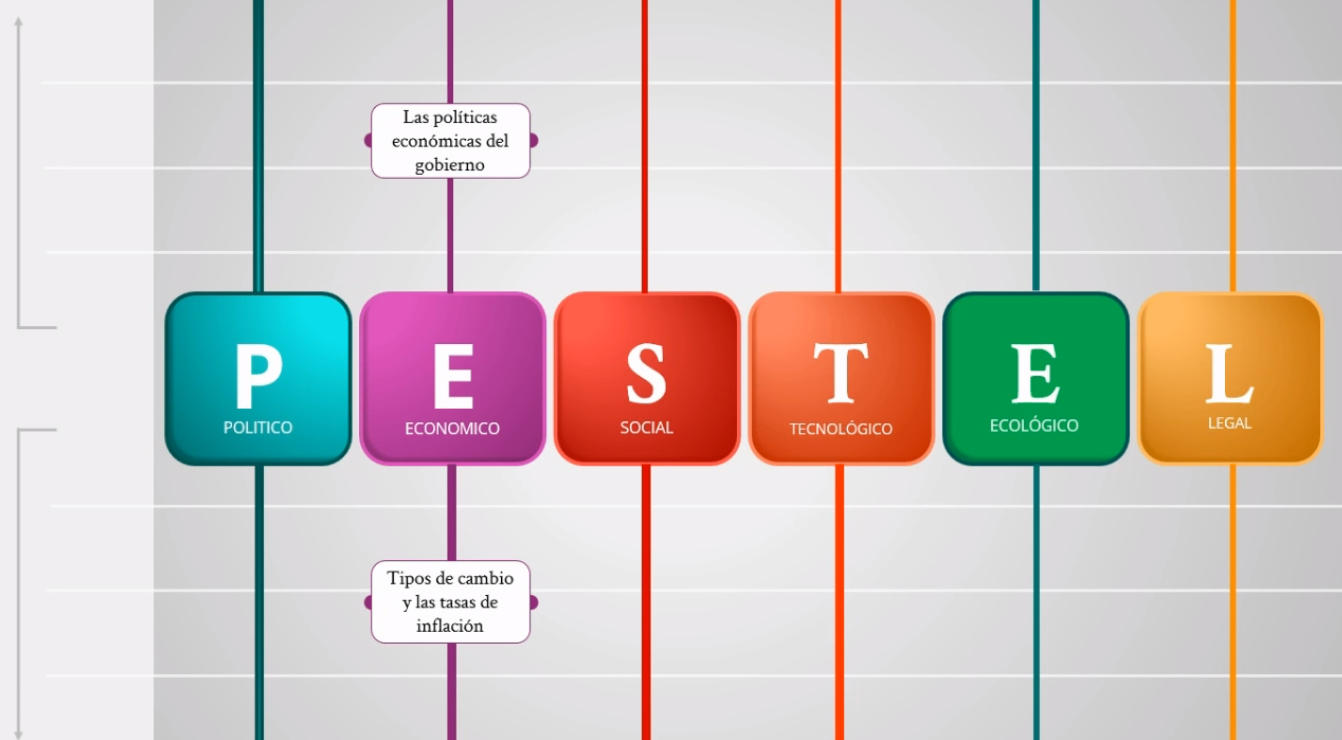 Las políticas
económicas del
gobierno
P
POLITICO
E
ECONOMICO
S
SOCIAL
T
TECNOLÓGICO
E
ECOLÓGICO
L
LEGAL
Tipos de cambio
y las tasas de
inflación